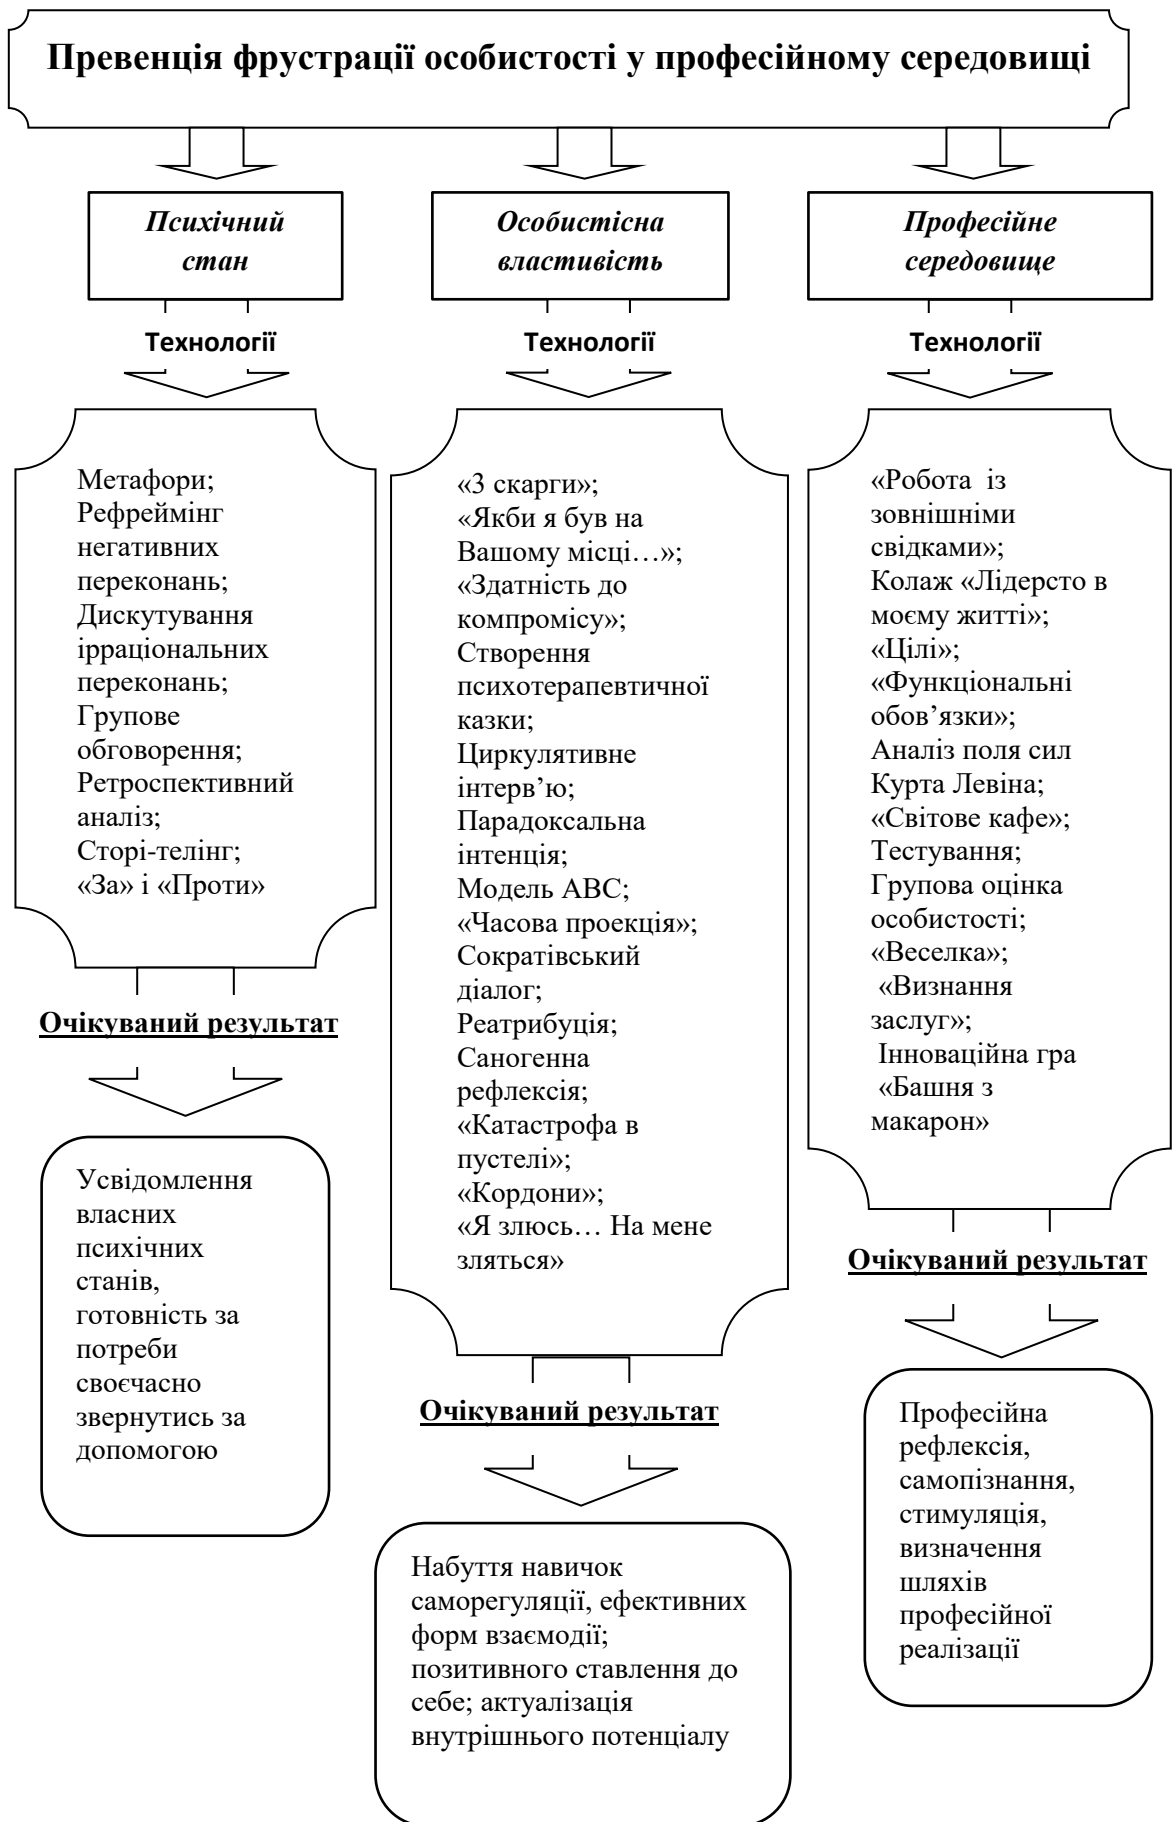 Превенція фрустрації особистості у професійному середовищі
Психічний
стан
Особистісна
властивість
Професійне
середовище
Технології
Технології
Технології
Метафори;
Рефреймінг
негативних
переконань;
Дискутування
ірраціональних
переконань;
Групове
обговорення;
Ретроспективний
аналіз;
Сторі-телінг;
«За» і «Проти»
«3 скарги»;
«Якби я був на
Вашому місці…»;
«Здатність до
компромісу»;
Створення
психотерапевтичної
казки;
Циркулятивне
інтерв’ю;
Парадоксальна
інтенція;
Модель АВС;
«Часова проекція»;
Сократівський
діалог;
Реатрибуція;
Саногенна
рефлексія;
«Катастрофа в
пустелі»;
«Кордони»;
«Я злюсь… На мене
зляться»
«Робота із
зовнішніми
свідками»;
Колаж «Лідерсто в
моєму житті»;
«Цілі»;
«Функціональні
обов’язки»;
Аналіз поля сил
Курта Левіна;
«Світове кафе»;
Тестування;
Групова оцінка
особистості;
«Веселка»;
«Визнання
заслуг»;
Інноваційна гра
«Башня з
макарон»
Очікуваний результат
Усвідомлення
власних
психічних
станів,
готовність за
потреби
своєчасно
звернутись за
допомогою
Очікуваний результат
Набуття навичок
саморегуляції, ефективних
форм взаємодії;
позитивного ставлення до
себе; актуалізація
внутрішнього потенціалу
Очікуваний результат
Професійна
рефлексія,
самопізнання,
стимуляція,
визначення
шляхів
професійної
реалізації